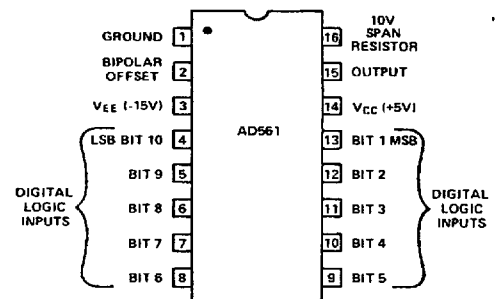 GROUND 1
BIPOLAR
OFFSET 2
VEE (-15V) 3
LSB BIT 10 4
BIT 9 5
BIT 8 6
BIT 7 7
BIT 6 8
DIGITAL
LOGIC
INPUTS
AD561
10V
SPAN
RESISTOR
16
15 OUTPUT
14 VCC (+5V)
13 BIT 1 MSB
12 BIT 2
11 BIT 3
10 BIT 4
9 BIT 5
DIGITAL
LOGIC
INPUTS